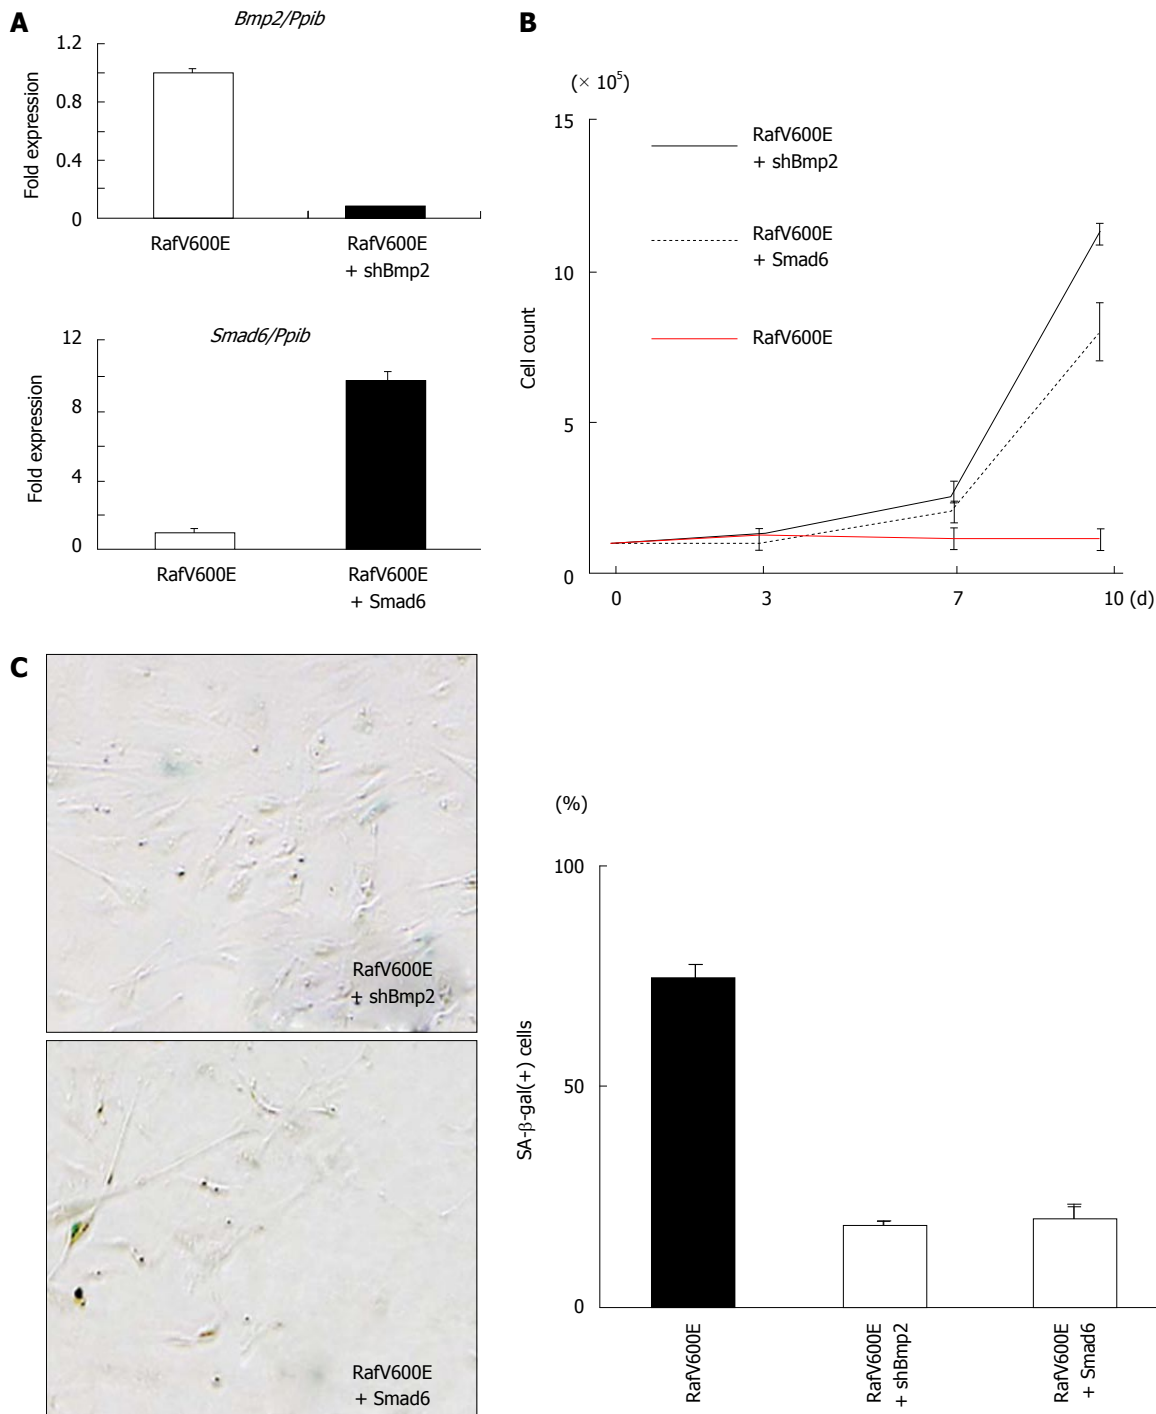 A
Bmp2/Ppib
1.2
0.8
0.4
0
Fold expression
RafV600E
RafV600E
+ shBmp2
Smad6/Ppib
12
8
4
0
Fold expression
RafV600E
RafV600E
+ Smad6
B
(× 10⁵)
15
10
5
0
Cell count
RafV600E
+ shBmp2
RafV600E
+ Smad6
RafV600E
0 3 7 10 (d)
C
RafV600E
+ shBmp2
RafV600E
+ Smad6
(%)
100
50
0
SA-β-gal(+) cells
RafV600E
RafV600E
+ shBmp2
RafV600E
+ Smad6